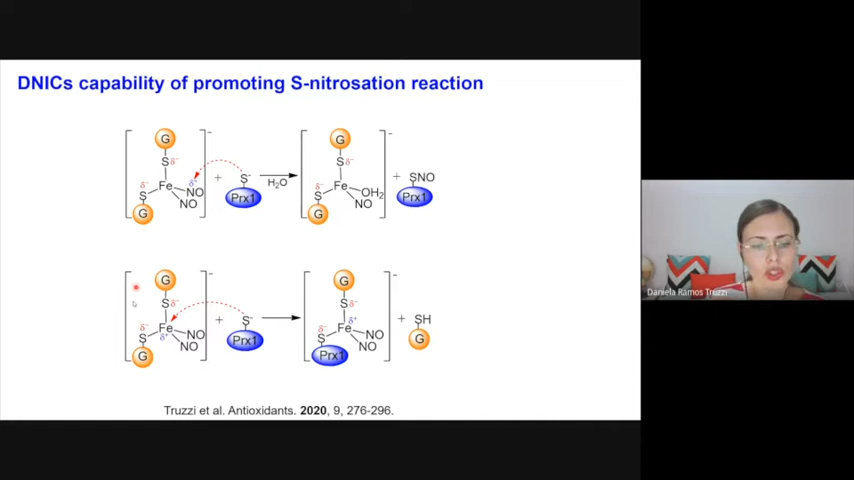 DNICs capability of promoting S-nitrosation reaction
G
S δ⁻
δ⁻
S
Fe
δ⁺
NO
NO
G
-
+
S⁻
Prx1
H₂O
G
S δ⁻
δ⁻
S
Fe
OH₂
NO
G
-
+ SNO
Prx1
G
S δ⁻
δ⁻
S
Fe
δ⁺
NO
NO
G
-
+
S⁻
Prx1
G
S δ⁻
δ⁺
δ⁻
S
Fe
NO
NO
Prx1
-
+ SH
G
Truzzi et al. Antioxidants. 2020, 9, 276-296.
Daniela Ramos Truzzi